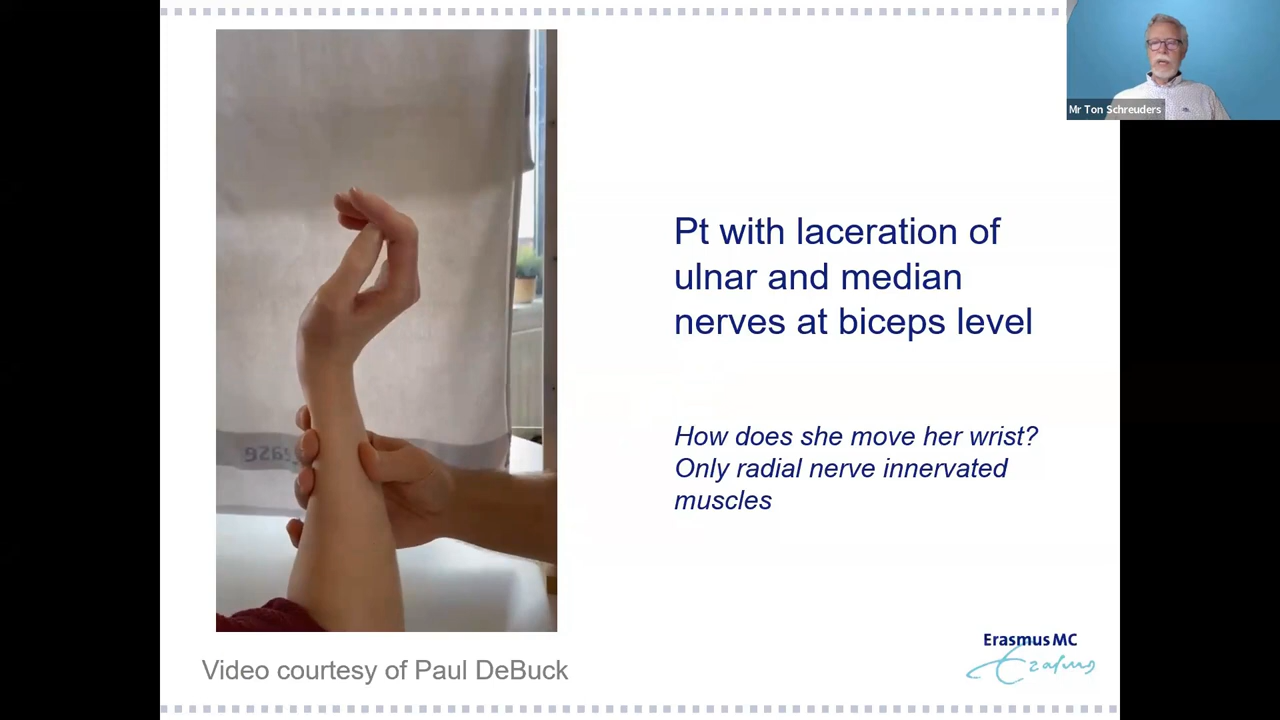 Mr Ton Schreuders
Pt with laceration of
ulnar and median
nerves at biceps level
How does she move her wrist?
Only radial nerve innervated
muscles
Erasmus MC
Erasmus
Video courtesy of Paul DeBuck